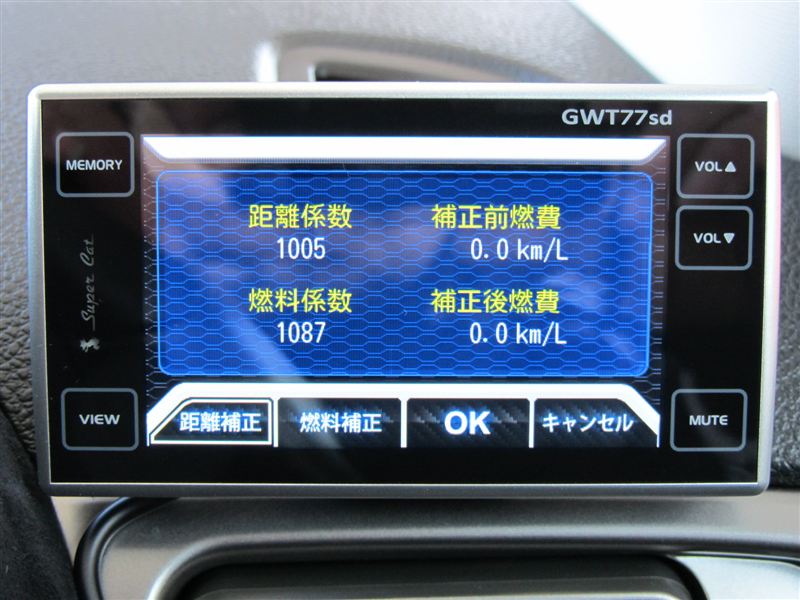 GWT77sd
MEMORY
VOL▲
VOL▼
Super Cat
距離係数 補正前燃費
1005 0.0 km/L
燃料係数 補正後燃費
1087 0.0 km/L
VIEW
距離補正 燃料補正 OK キャンセル
MUTE